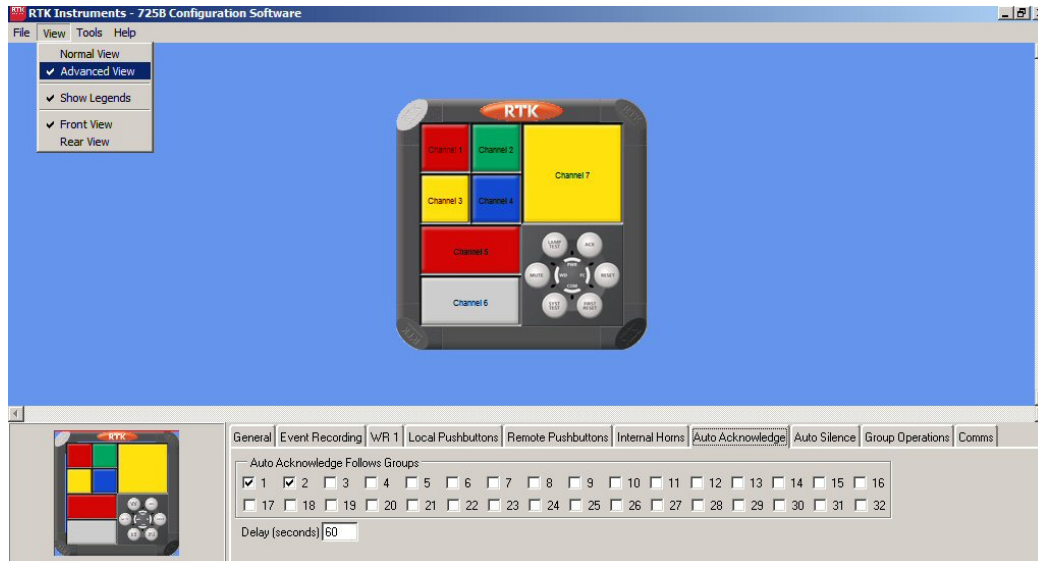 RTK RTK Instruments - 725B Configuration Software
File View Tools Help
Normal View
Advanced View
Show Legends
Front View
Rear View
RTK
Channel 1 Channel 2
Channel 7
Channel 3 Channel 4
Channel 5
Channel 6
LAMP TEST ACK
PWR
MUTE WD FC RESET
COM
SYST TEST FIRST RESET
RTK
General Event Recording WR 1 Local Pushbuttons Remote Pushbuttons Internal Horns Auto Acknowledge Auto Silence Group Operations Comms
Auto Acknowledge Follows Groups
1 2 3 4 5 6 7 8 9 10 11 12 13 14 15 16
17 18 19 20 21 22 23 24 25 26 27 28 29 30 31 32
Delay (seconds) 60